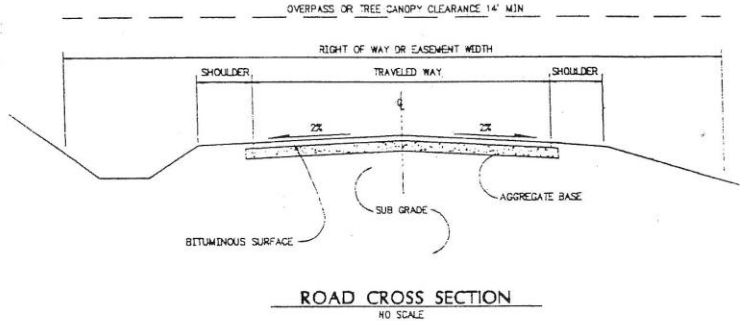 OVERPASS OR TREE CANOPY CLEARANCE 14' MIN
RIGHT OF WAY OR EASEMENT WIDTH
SHOULDER TRAVELED WAY SHOULDER
℄
2% 2%
AGGREGATE BASE
SUB GRADE
BITUMINOUS SURFACE
ROAD CROSS SECTION
NO SCALE